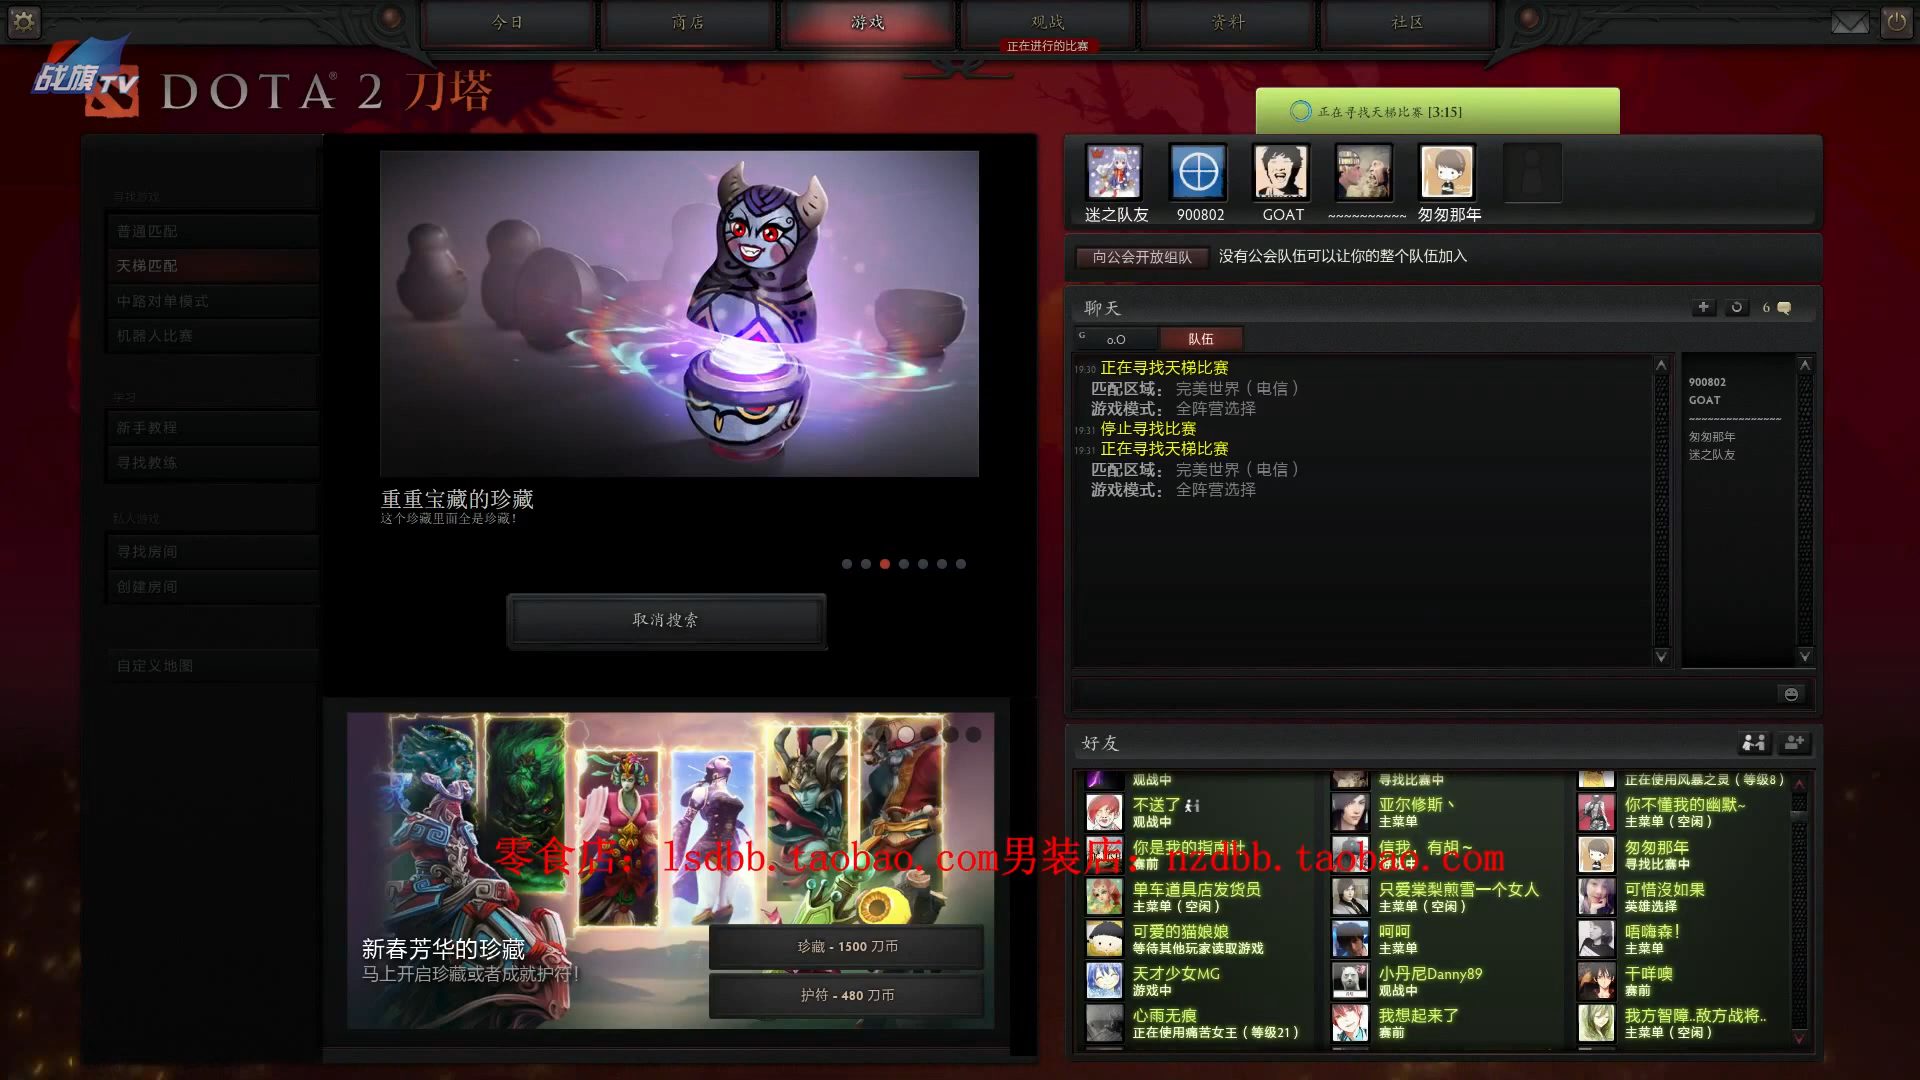 今日
商店
游戏
观战
资料
社区
正在进行的比赛
战旗TV
DOTA® 2 刀塔
正在寻找天梯比赛 [3:15]
寻找游戏
普通匹配
天梯匹配
中路对单模式
机器人比赛
学习
新手教程
寻找教练
私人游戏
寻找房间
创建房间
自定义地图
重重宝藏的珍藏
这个珍藏里面全是珍藏！
取消搜索
新春芳华的珍藏
马上开启珍藏或者成就护符！
珍藏 - 1500 刀币
护符 - 480 刀币
迷之队友
900802
GOAT
~~~~~~~~~~
匆匆那年
向公会开放组队
没有公会队伍可以让你的整个队伍加入
聊天
6
G o.O
队伍
19:30 正在寻找天梯比赛
匹配区域： 完美世界（电信）
游戏模式： 全阵营选择
19:31 停止寻找比赛
19:31 正在寻找天梯比赛
匹配区域： 完美世界（电信）
游戏模式： 全阵营选择
900802
GOAT
~~~~~~~~~~~~~~~
匆匆那年
迷之队友
好友
观战中
不送了
观战中
你是我的指南针
赛前
单车道具店发货员
主菜单（空闲）
可爱的猫娘娘
等待其他玩家读取游戏
天才少女MG
游戏中
心雨无痕
正在使用痛苦女王（等级21）
寻找比赛中
亚尔修斯丶
主菜单
信我，有胡~
只爱棠梨煎雪一个女人
主菜单（空闲）
呵呵
主菜单
小丹尼Danny89
观战中
我想起来了
赛前
正在使用风暴之灵（等级8）
你不懂我的幽默~
主菜单（空闲）
匆匆那年
寻找比赛中
可惜没如果
英雄选择
唔嗨森！
主菜单
干咩噢
赛前
我方智障..敌方战将..
主菜单（空闲）
零食店：lsdbb.taobao.com男装店：nzdbb.taobao.com